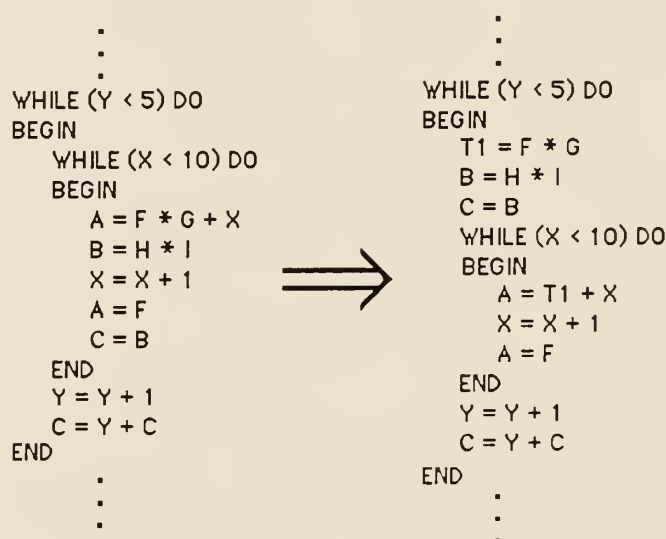 WHILE (Y < 5) DO
BEGIN
WHILE (X < 10) DO
BEGIN
A = F * G + X
B = H * I
X = X + 1
A = F
C = B
END
Y = Y + 1
C = Y + C
END
WHILE (Y < 5) DO
BEGIN
T1 = F * G
B = H * I
C = B
WHILE (X < 10) DO
BEGIN
A = T1 + X
X = X + 1
A = F
END
Y = Y + 1
C = Y + C
END